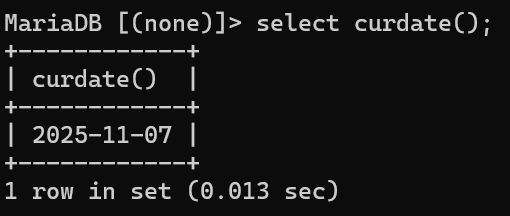 MariaDB [(none)]> select curdate();
+------------+
| curdate()  |
+------------+
| 2025-11-07 |
+------------+
1 row in set (0.013 sec)